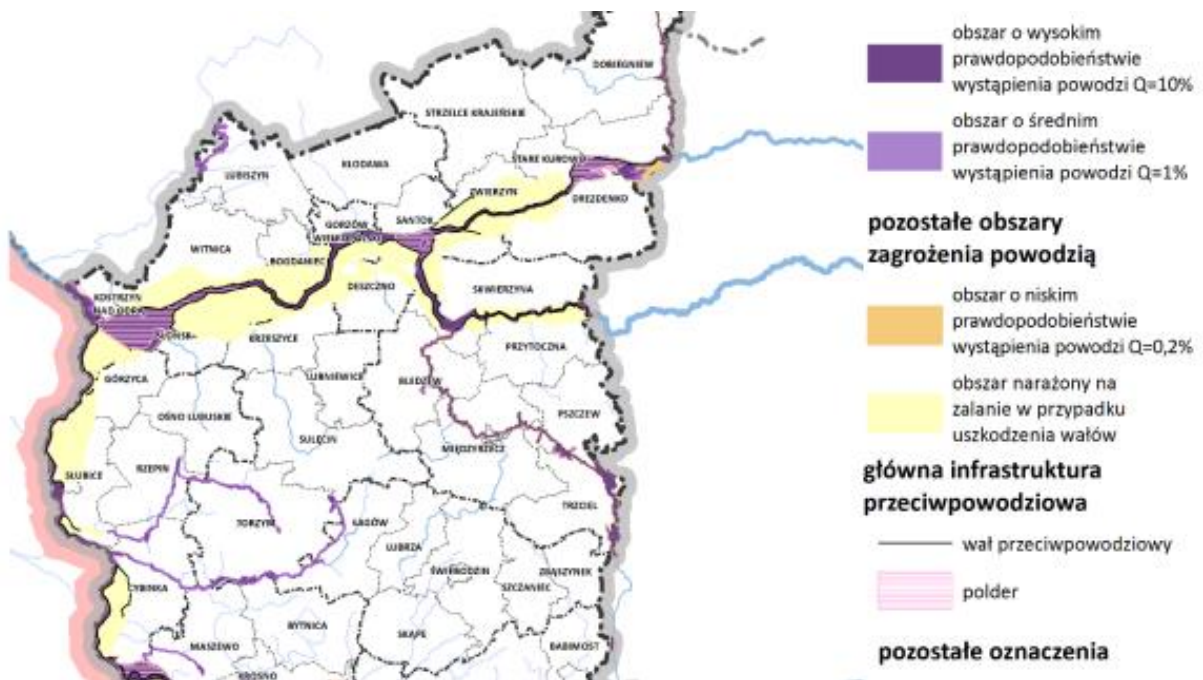 DOBIEGNIEW
STRZELCE KRAJEŃSKIE
STARE KUROWO
KŁODAWA
LUBISZYN
ZWIERZYN
DREZDENKO
SANTOK
GORZÓW
WIELKOPOLSKI
WITNICA
BOGDANIEC
DESZCZNO
SKWIERZYNA
KOSTRZYN
NAD ODRĄ
SŁOŃSK
KRZESZYCE
PRZYTOCZNA
GÓRZYCA
LUBNIEWICE
BLEDZEW
OŚNO LUBUSKIE
PSZCZEW
SULĘCIN
MIĘDZYRZECZ
SŁUBICE
RZEPIN
TRZCIEL
TORZYM
ŁAGÓW
LUBRZA
ŚWIEBODZIN
ZBĄSZYNEK
SZCZANIEC
CYBINKA
BYTNICA
SKĄPE
MASZEWO
BABIMOST
KROSNO
obszar o wysokim
prawdopodobieństwie
wystąpienia powodzi Q=10%
obszar o średnim
prawdopodobieństwie
wystąpienia powodzi Q=1%
pozostałe obszary
zagrożenia powodzią
obszar o niskim
prawdopodobieństwie
wystąpienia powodzi Q=0,2%
obszar narażony na
zalanie w przypadku
uszkodzenia wałów
główna infrastruktura
przeciwpowodziowa
wał przeciwpowodziowy
polder
pozostałe oznaczenia